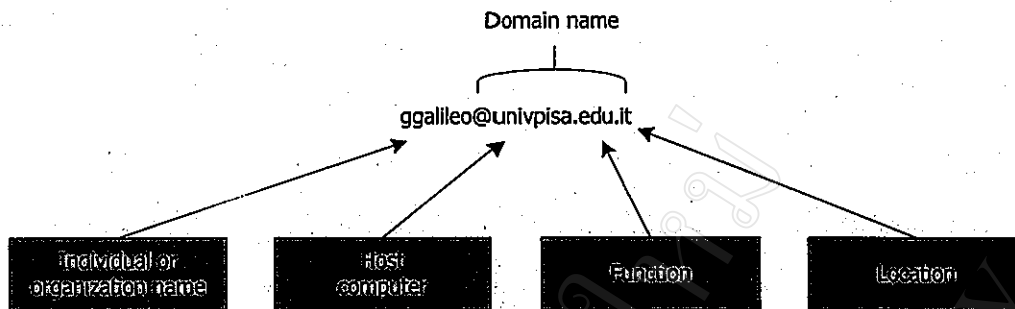 Domain name
ggalileo@univpisa.edu.it
Individual or
organization name
Host
computer
Function
Location